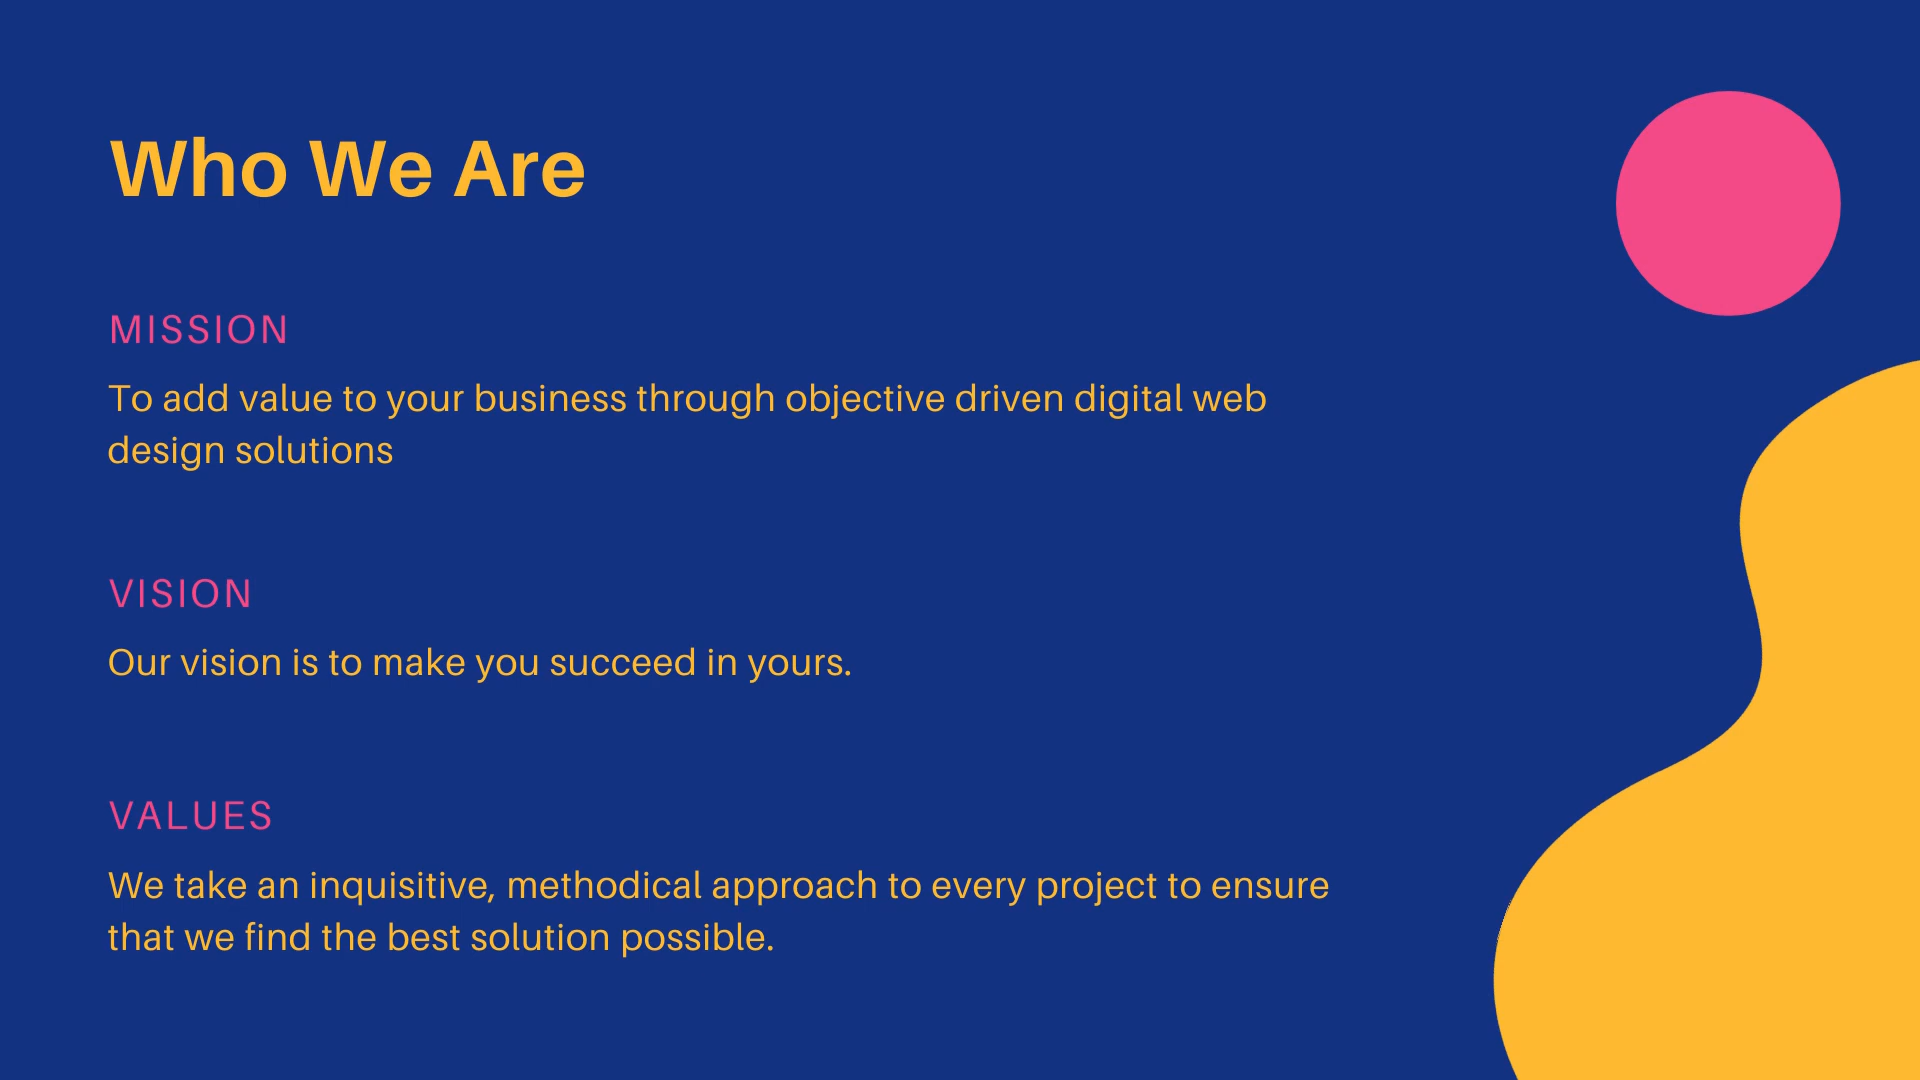 Who We Are
MISSION
To add value to your business through objective driven digital web
design solutions
VISION
Our vision is to make you succeed in yours.
VALUES
We take an inquisitive, methodical approach to every project to ensure
that we find the best solution possible.